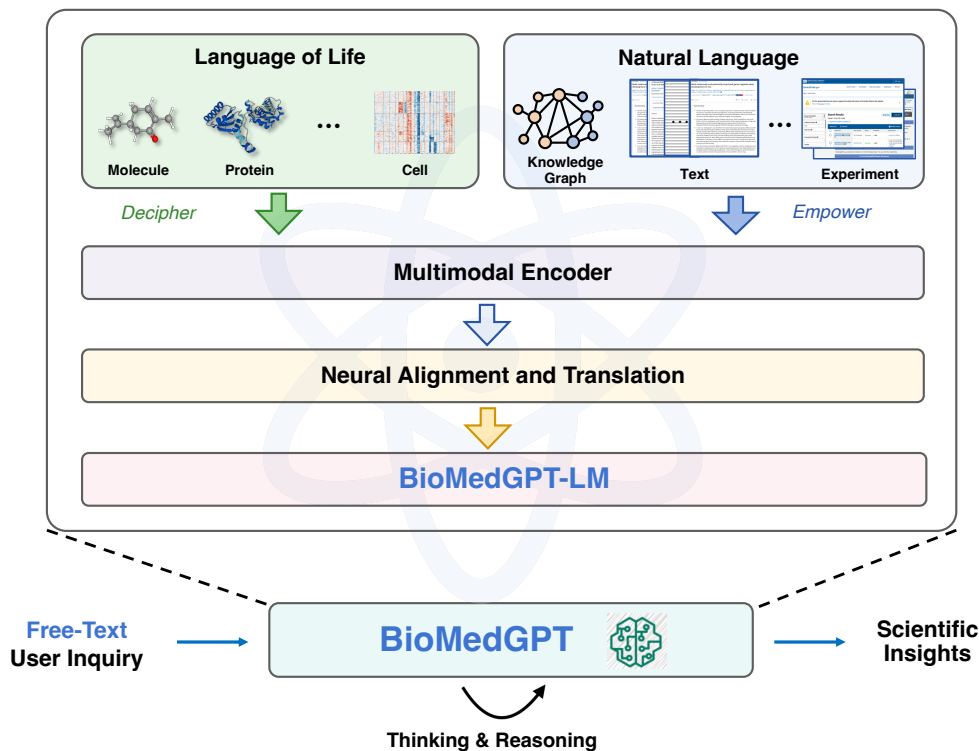 Language of Life
Natural Language
Molecule
Protein
...
Cell
Knowledge
Graph
Text
...
Experiment
Decipher
Empower
Multimodal Encoder
Neural Alignment and Translation
BioMedGPT-LM
Free-Text
User Inquiry
BioMedGPT
Scientific
Insights
Thinking & Reasoning